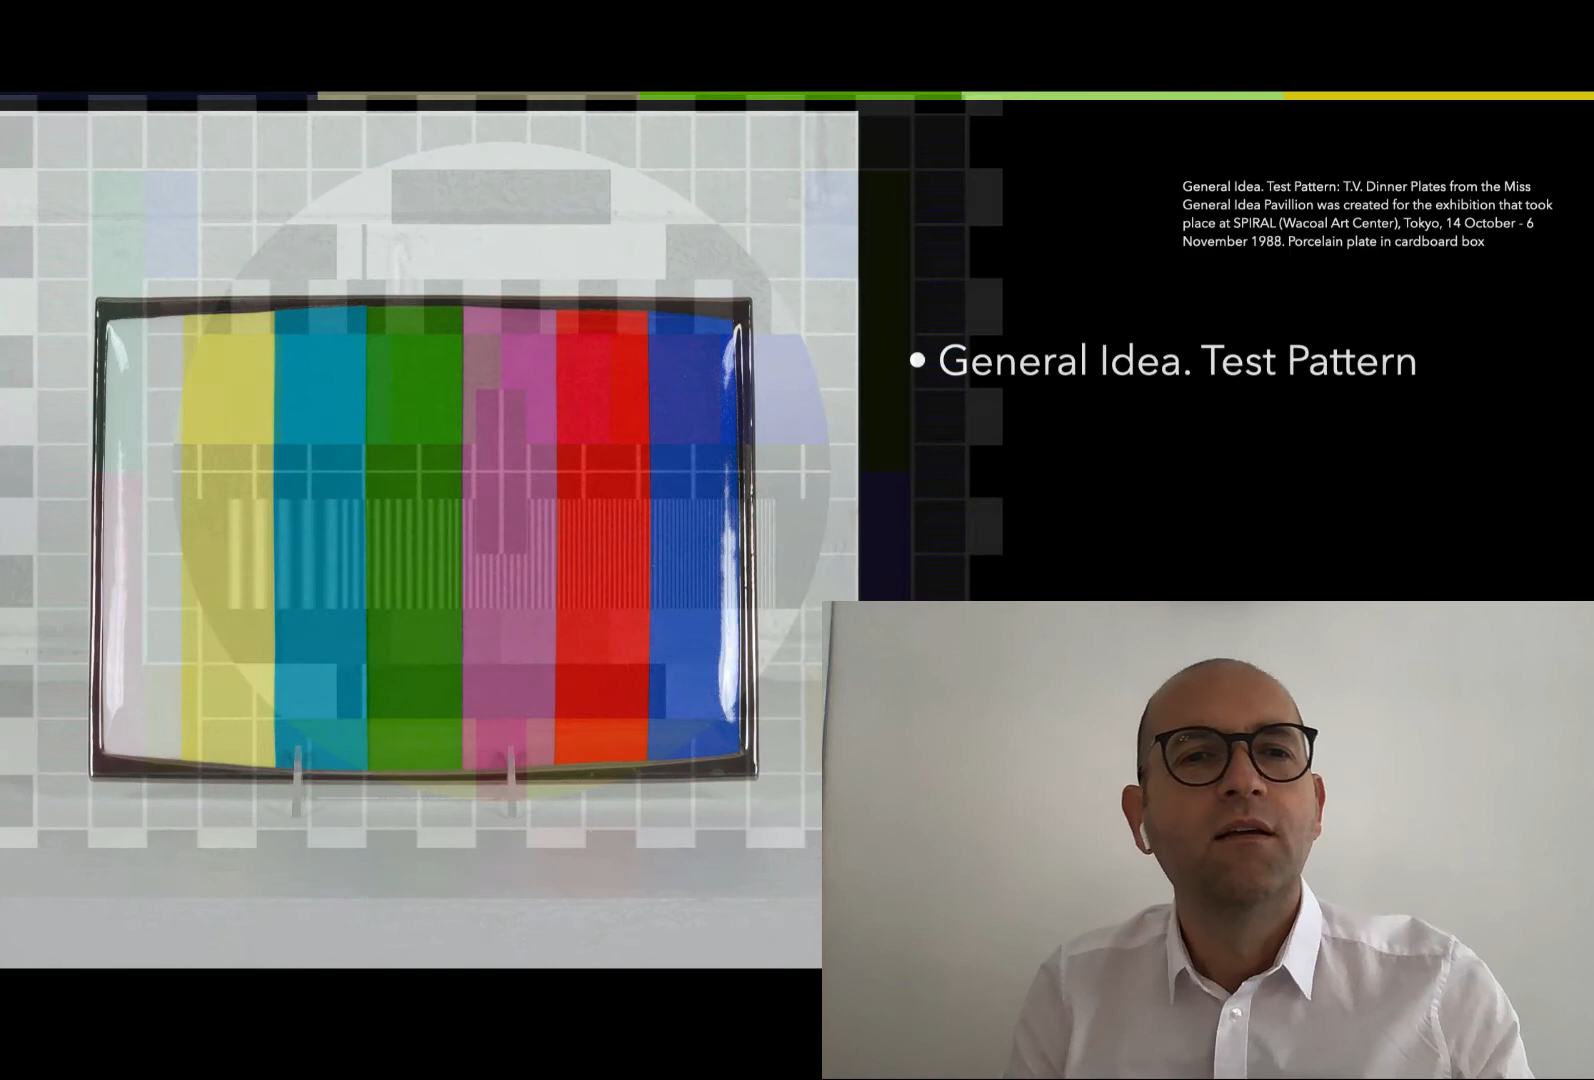 General Idea. Test Pattern: T.V. Dinner Plates from the Miss
General Idea Pavillion was created for the exhibition that took
place at SPIRAL (Wacoal Art Center), Tokyo, 14 October - 6
November 1988. Porcelain plate in cardboard box
• General Idea. Test Pattern